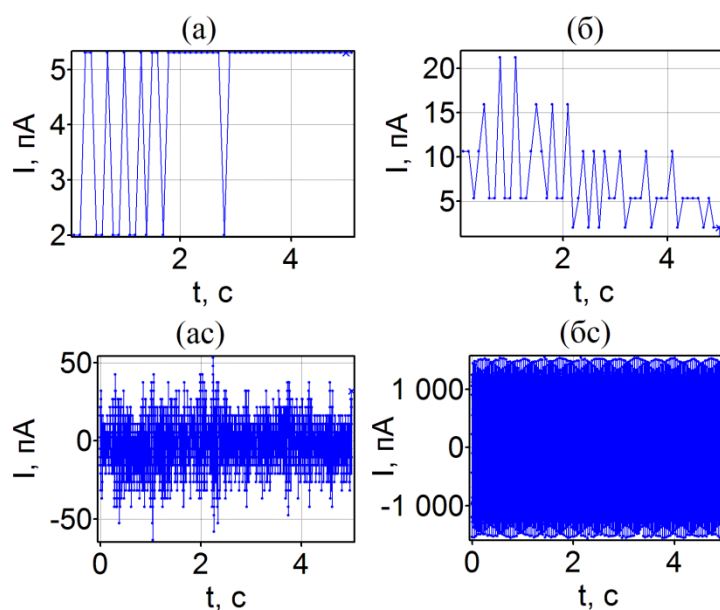 (а) (б)
5 20
4 15
3 10
2 5
I, пА I, пА
2 4 2 4
t, с t, с
(ас) (бс)
50 1 000
0 0
-50 -1 000
I, пА I, пА
0 2 4 0 2 4
t, с t, с